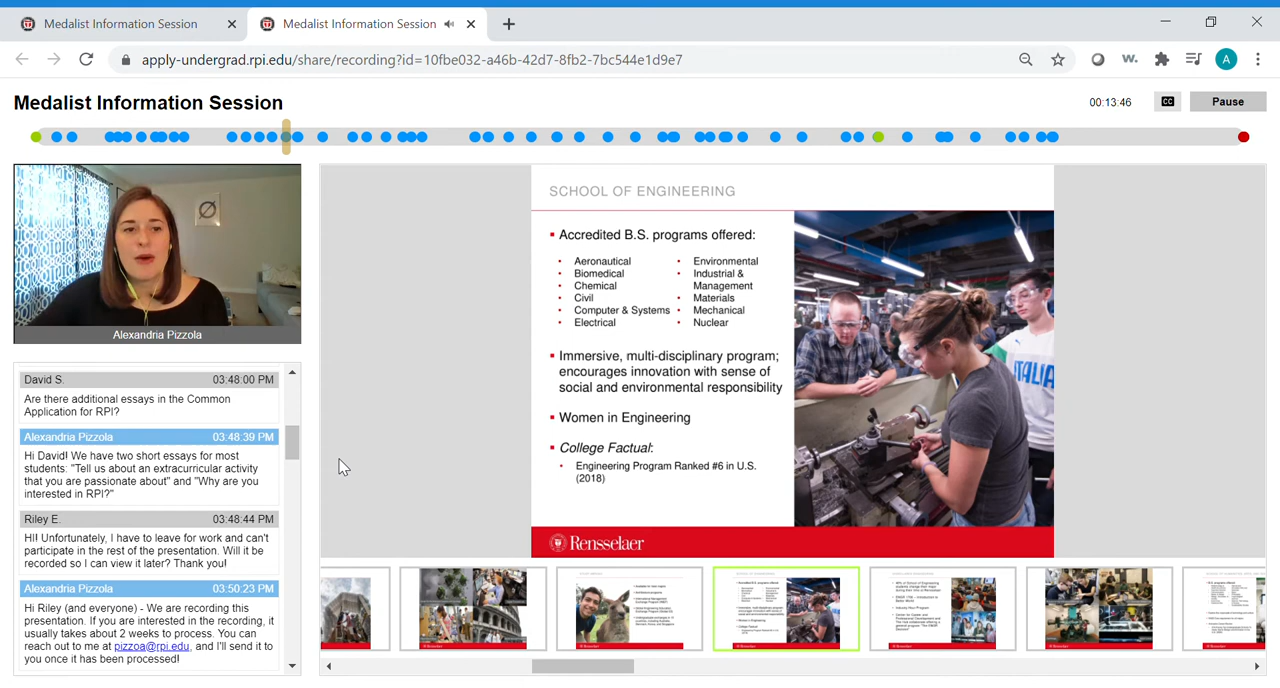 Medalist Information Session
Medalist Information Session
apply-undergrad.rpi.edu/share/recording?id=10fbe032-a46b-42d7-8fb2-7bc544e1d9e7
w.
A
Medalist Information Session
00:13:46
CC
Pause
Alexandria Pizzola
David S. 03:48:00 PM
Are there additional essays in the Common
Application for RPI?
Alexandria Pizzola 03:48:39 PM
Hi David! We have two short essays for most
students: "Tell us about an extracurricular activity
that you are passionate about" and "Why are you
interested in RPI?"
Riley E. 03:48:44 PM
HI! Unfortunately, I have to leave for work and can't
participate in the rest of the presentation. Will it be
recorded so I can view it later? Thank you!
Alexandria Pizzola 03:50:23 PM
Hi Riley (and everyone) - We are recording this
presentation. If you are interested in the recording, it
usually takes about 2 weeks to process. You can
reach out to me at pizzoa@rpi.edu, and I'll send it to
you once it has been processed!
SCHOOL OF ENGINEERING
Accredited B.S. programs offered:
Aeronautical
Biomedical
Chemical
Civil
Computer & Systems
Electrical
Environmental
Industrial &
Management
Materials
Mechanical
Nuclear
Immersive, multi-disciplinary program;
encourages innovation with sense of
social and environmental responsibility
Women in Engineering
College Factual:
Engineering Program Ranked #6 in U.S.
(2018)
ITALIA
Rensselaer